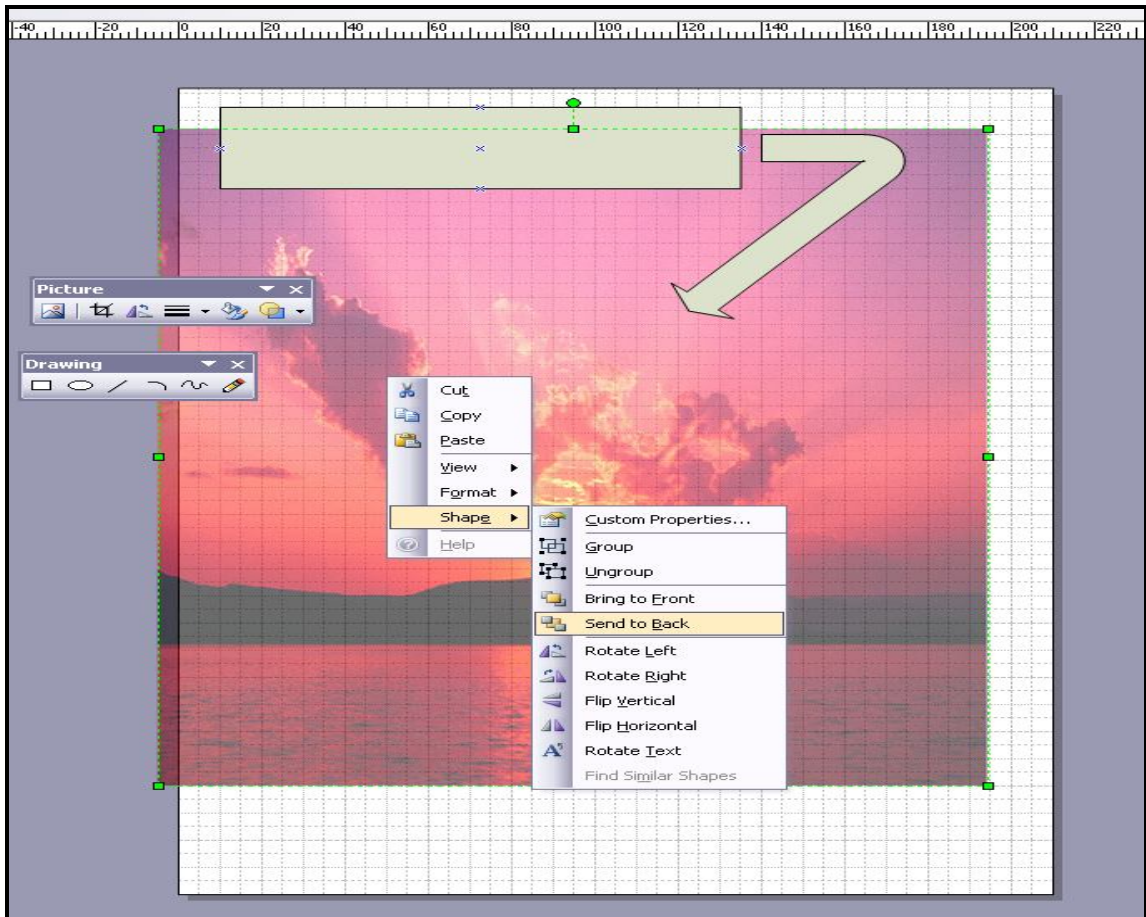 -40 -20 0 20 40 60 80 100 120 140 160 180 200 220
Picture
Drawing
Cut
Copy
Paste
View
Format
Shape
Help
Custom Properties...
Group
Ungroup
Bring to Front
Send to Back
Rotate Left
Rotate Right
Flip Vertical
Flip Horizontal
Rotate Text
Find Similar Shapes